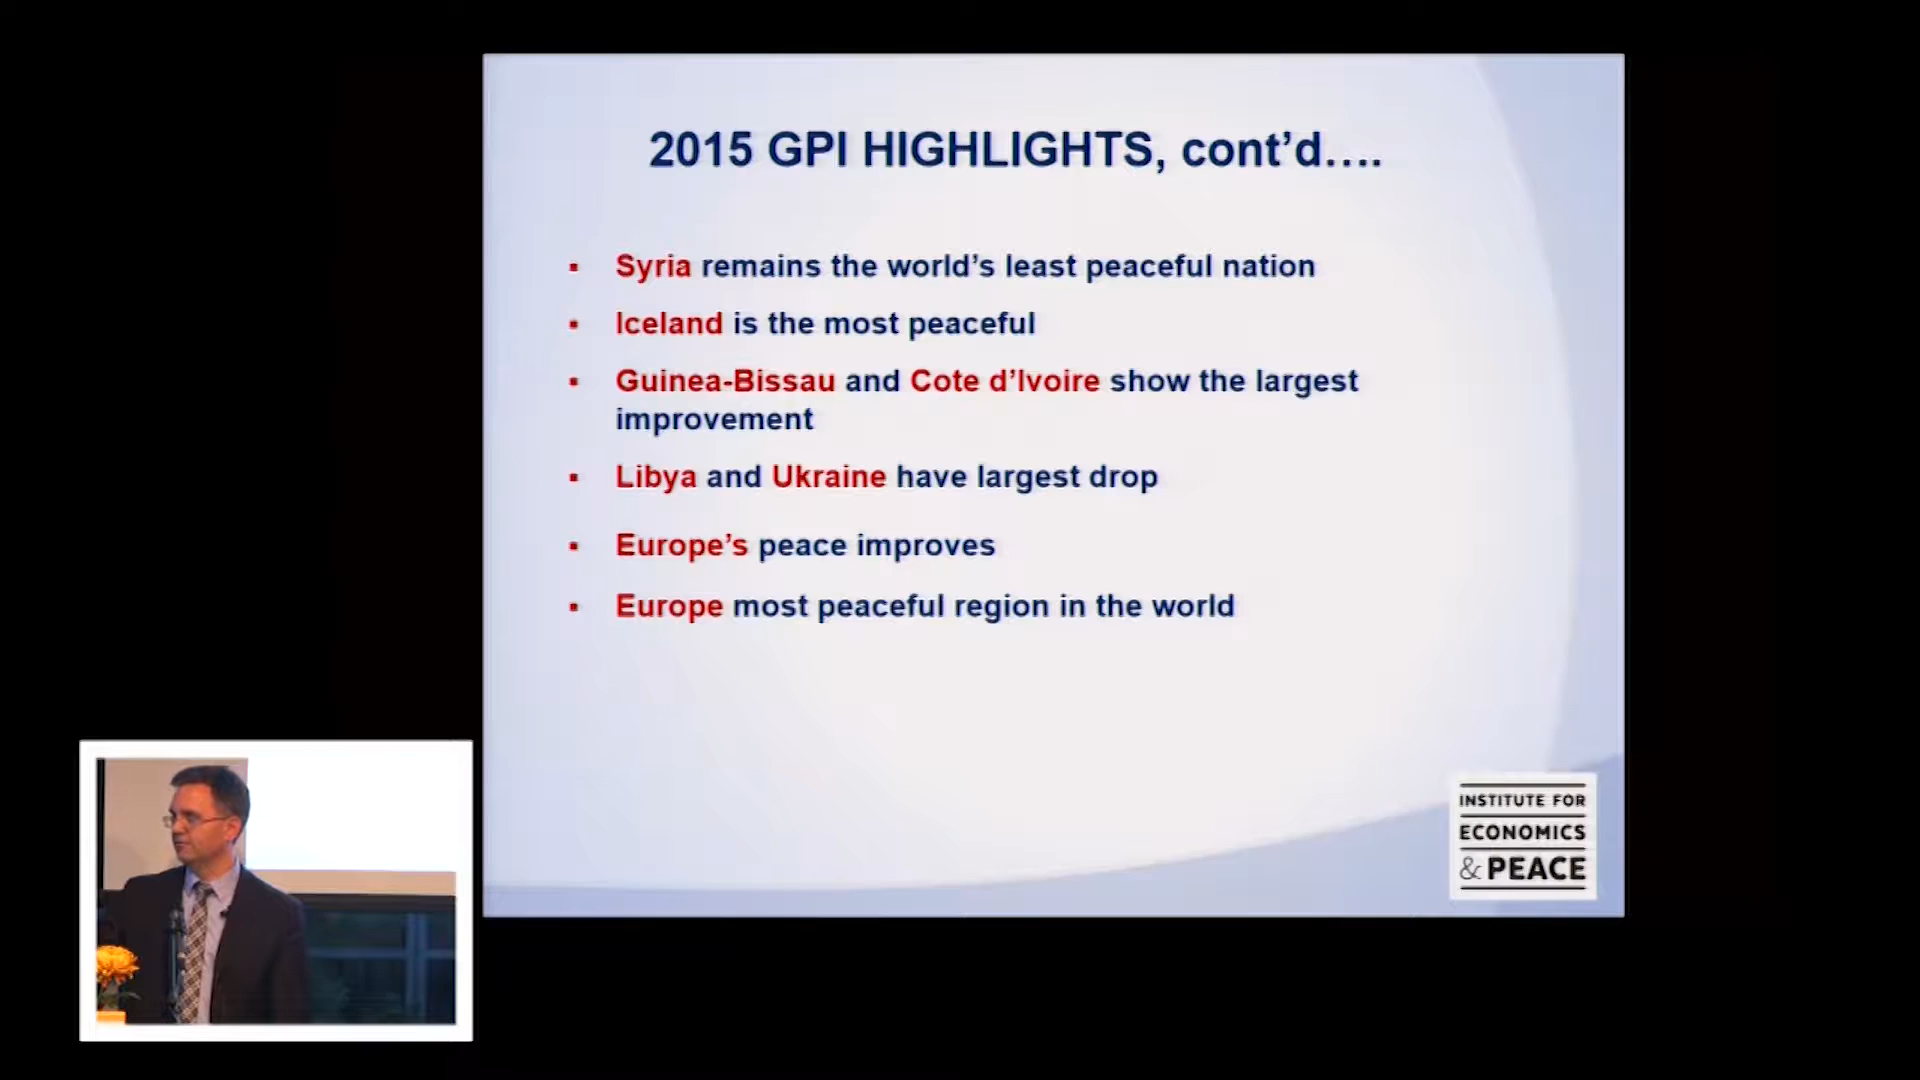 2015 GPI HIGHLIGHTS, cont’d….
▪ Syria remains the world’s least peaceful nation
▪ Iceland is the most peaceful
▪ Guinea-Bissau and Cote d’Ivoire show the largest
improvement
▪ Libya and Ukraine have largest drop
▪ Europe’s peace improves
▪ Europe most peaceful region in the world
INSTITUTE FOR
ECONOMICS
& PEACE